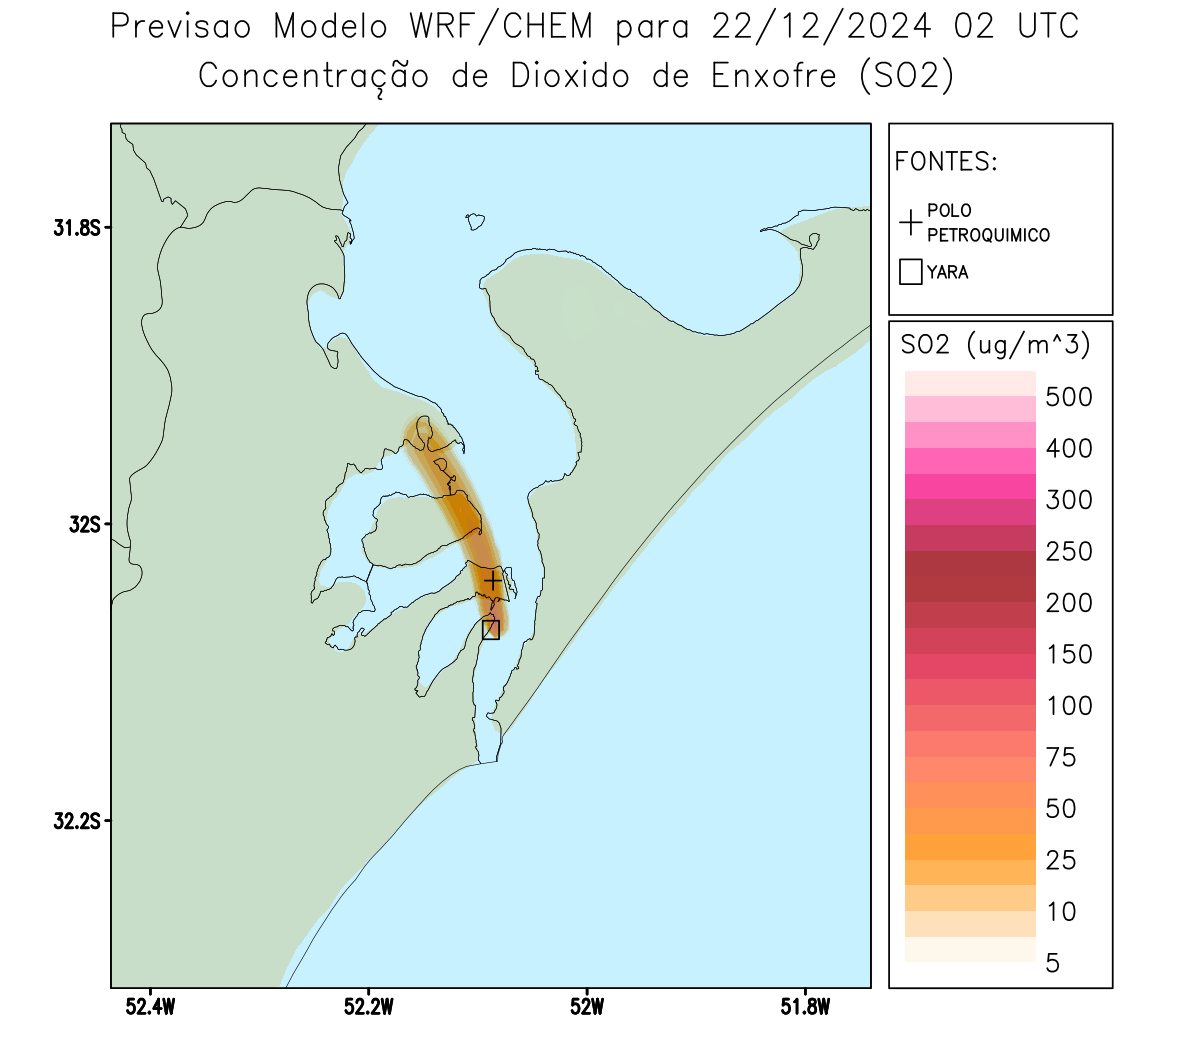 Previsao Modelo WRF/CHEM para 22/12/2024 02 UTC
Concentração de Dioxido de Enxofre (SO2)
FONTES:
POLO
PETROQUIMICO
YARA
SO2 (ug/m^3)
500
400
300
250
200
150
100
75
50
25
10
5
31.8S
32S
32.2S
52.4W
52.2W
52W
51.8W